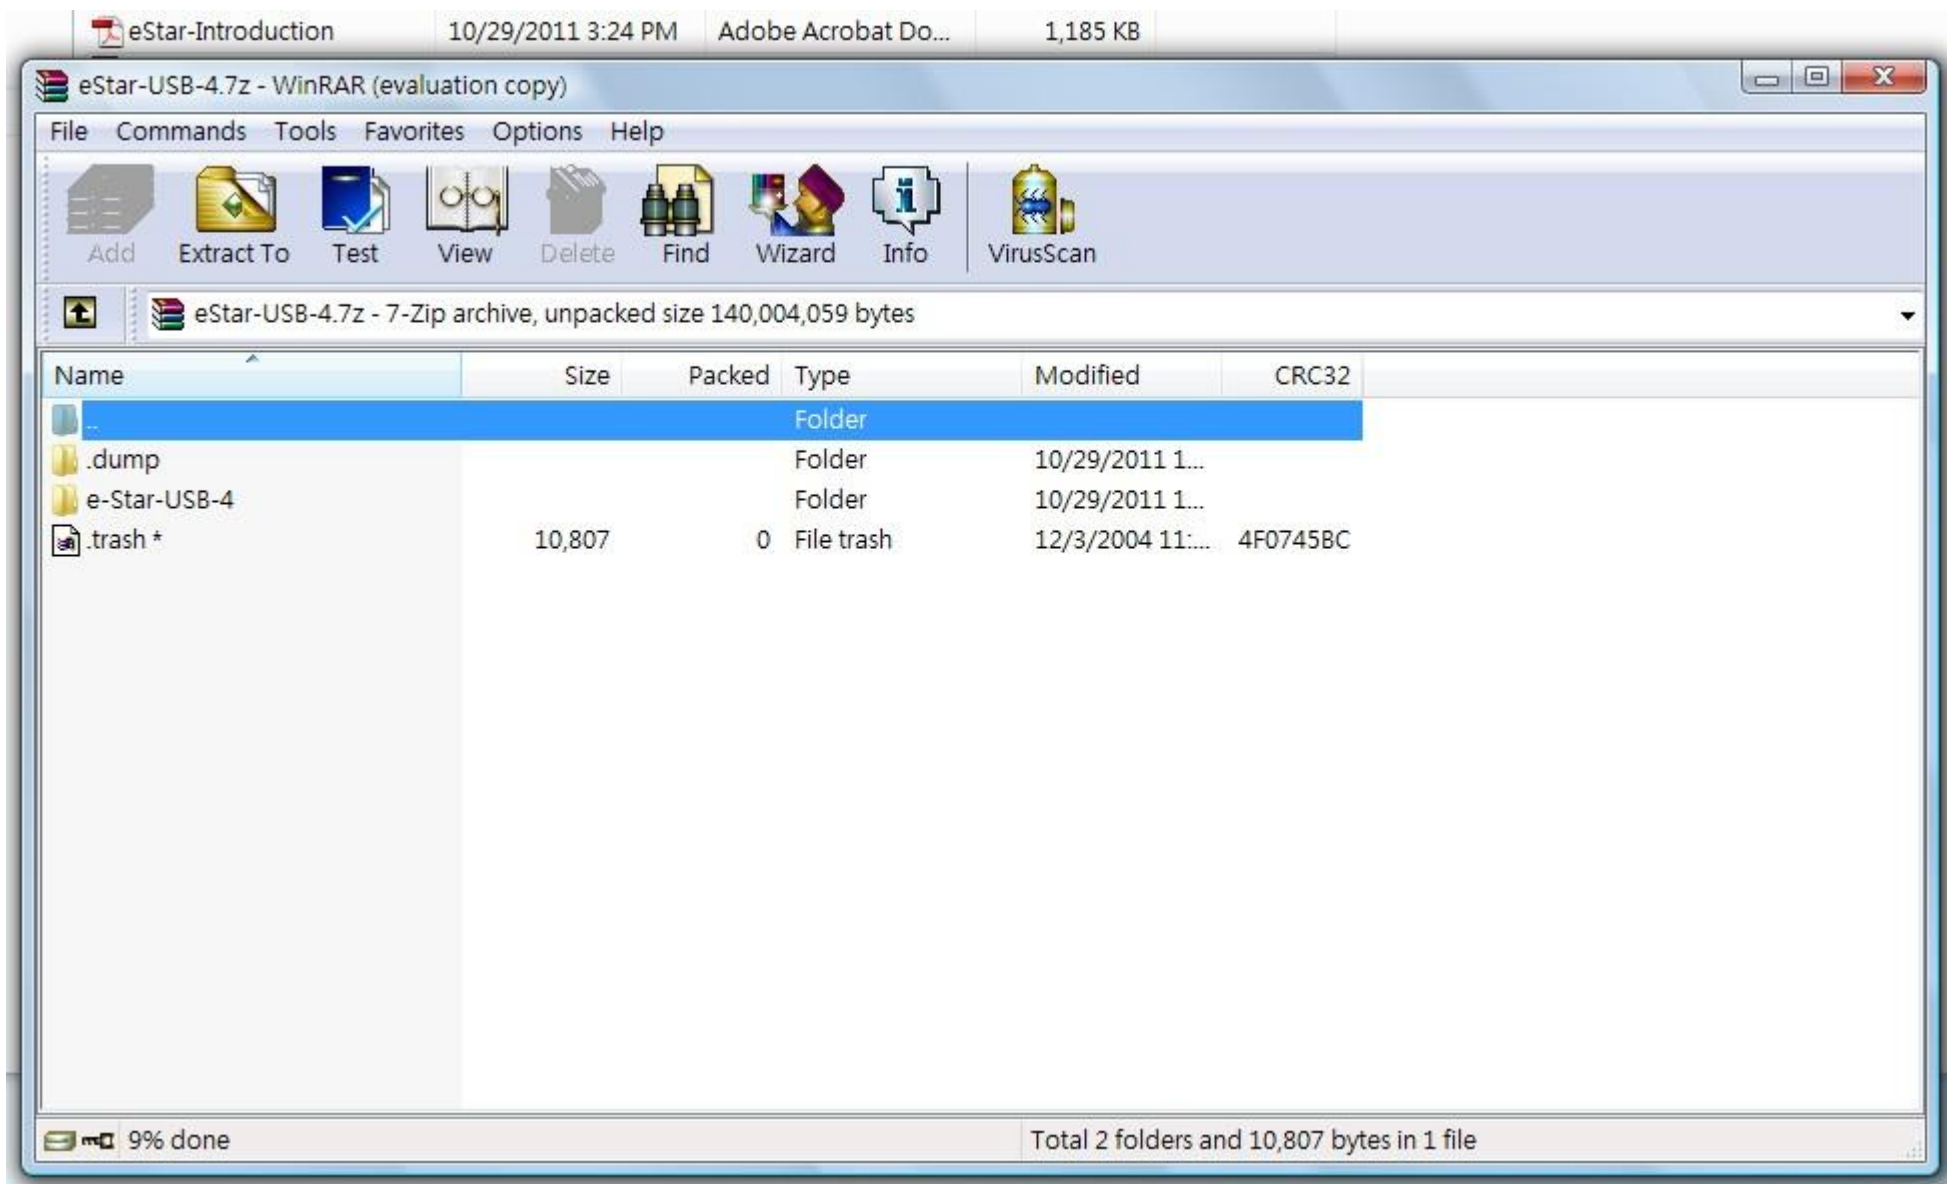 eStar-Introduction 10/29/2011 3:24 PM Adobe Acrobat Do... 1,185 KB
eStar-USB-4.7z - WinRAR (evaluation copy)
File Commands Tools Favorites Options Help
Add Extract To Test View Delete Find Wizard Info VirusScan
eStar-USB-4.7z - 7-Zip archive, unpacked size 140,004,059 bytes
Name Size Packed Type Modified CRC32
.. Folder
.dump Folder 10/29/2011 1...
e-Star-USB-4 Folder 10/29/2011 1...
.trash * 10,807 0 File trash 12/3/2004 11:... 4F0745BC
9% done Total 2 folders and 10,807 bytes in 1 file